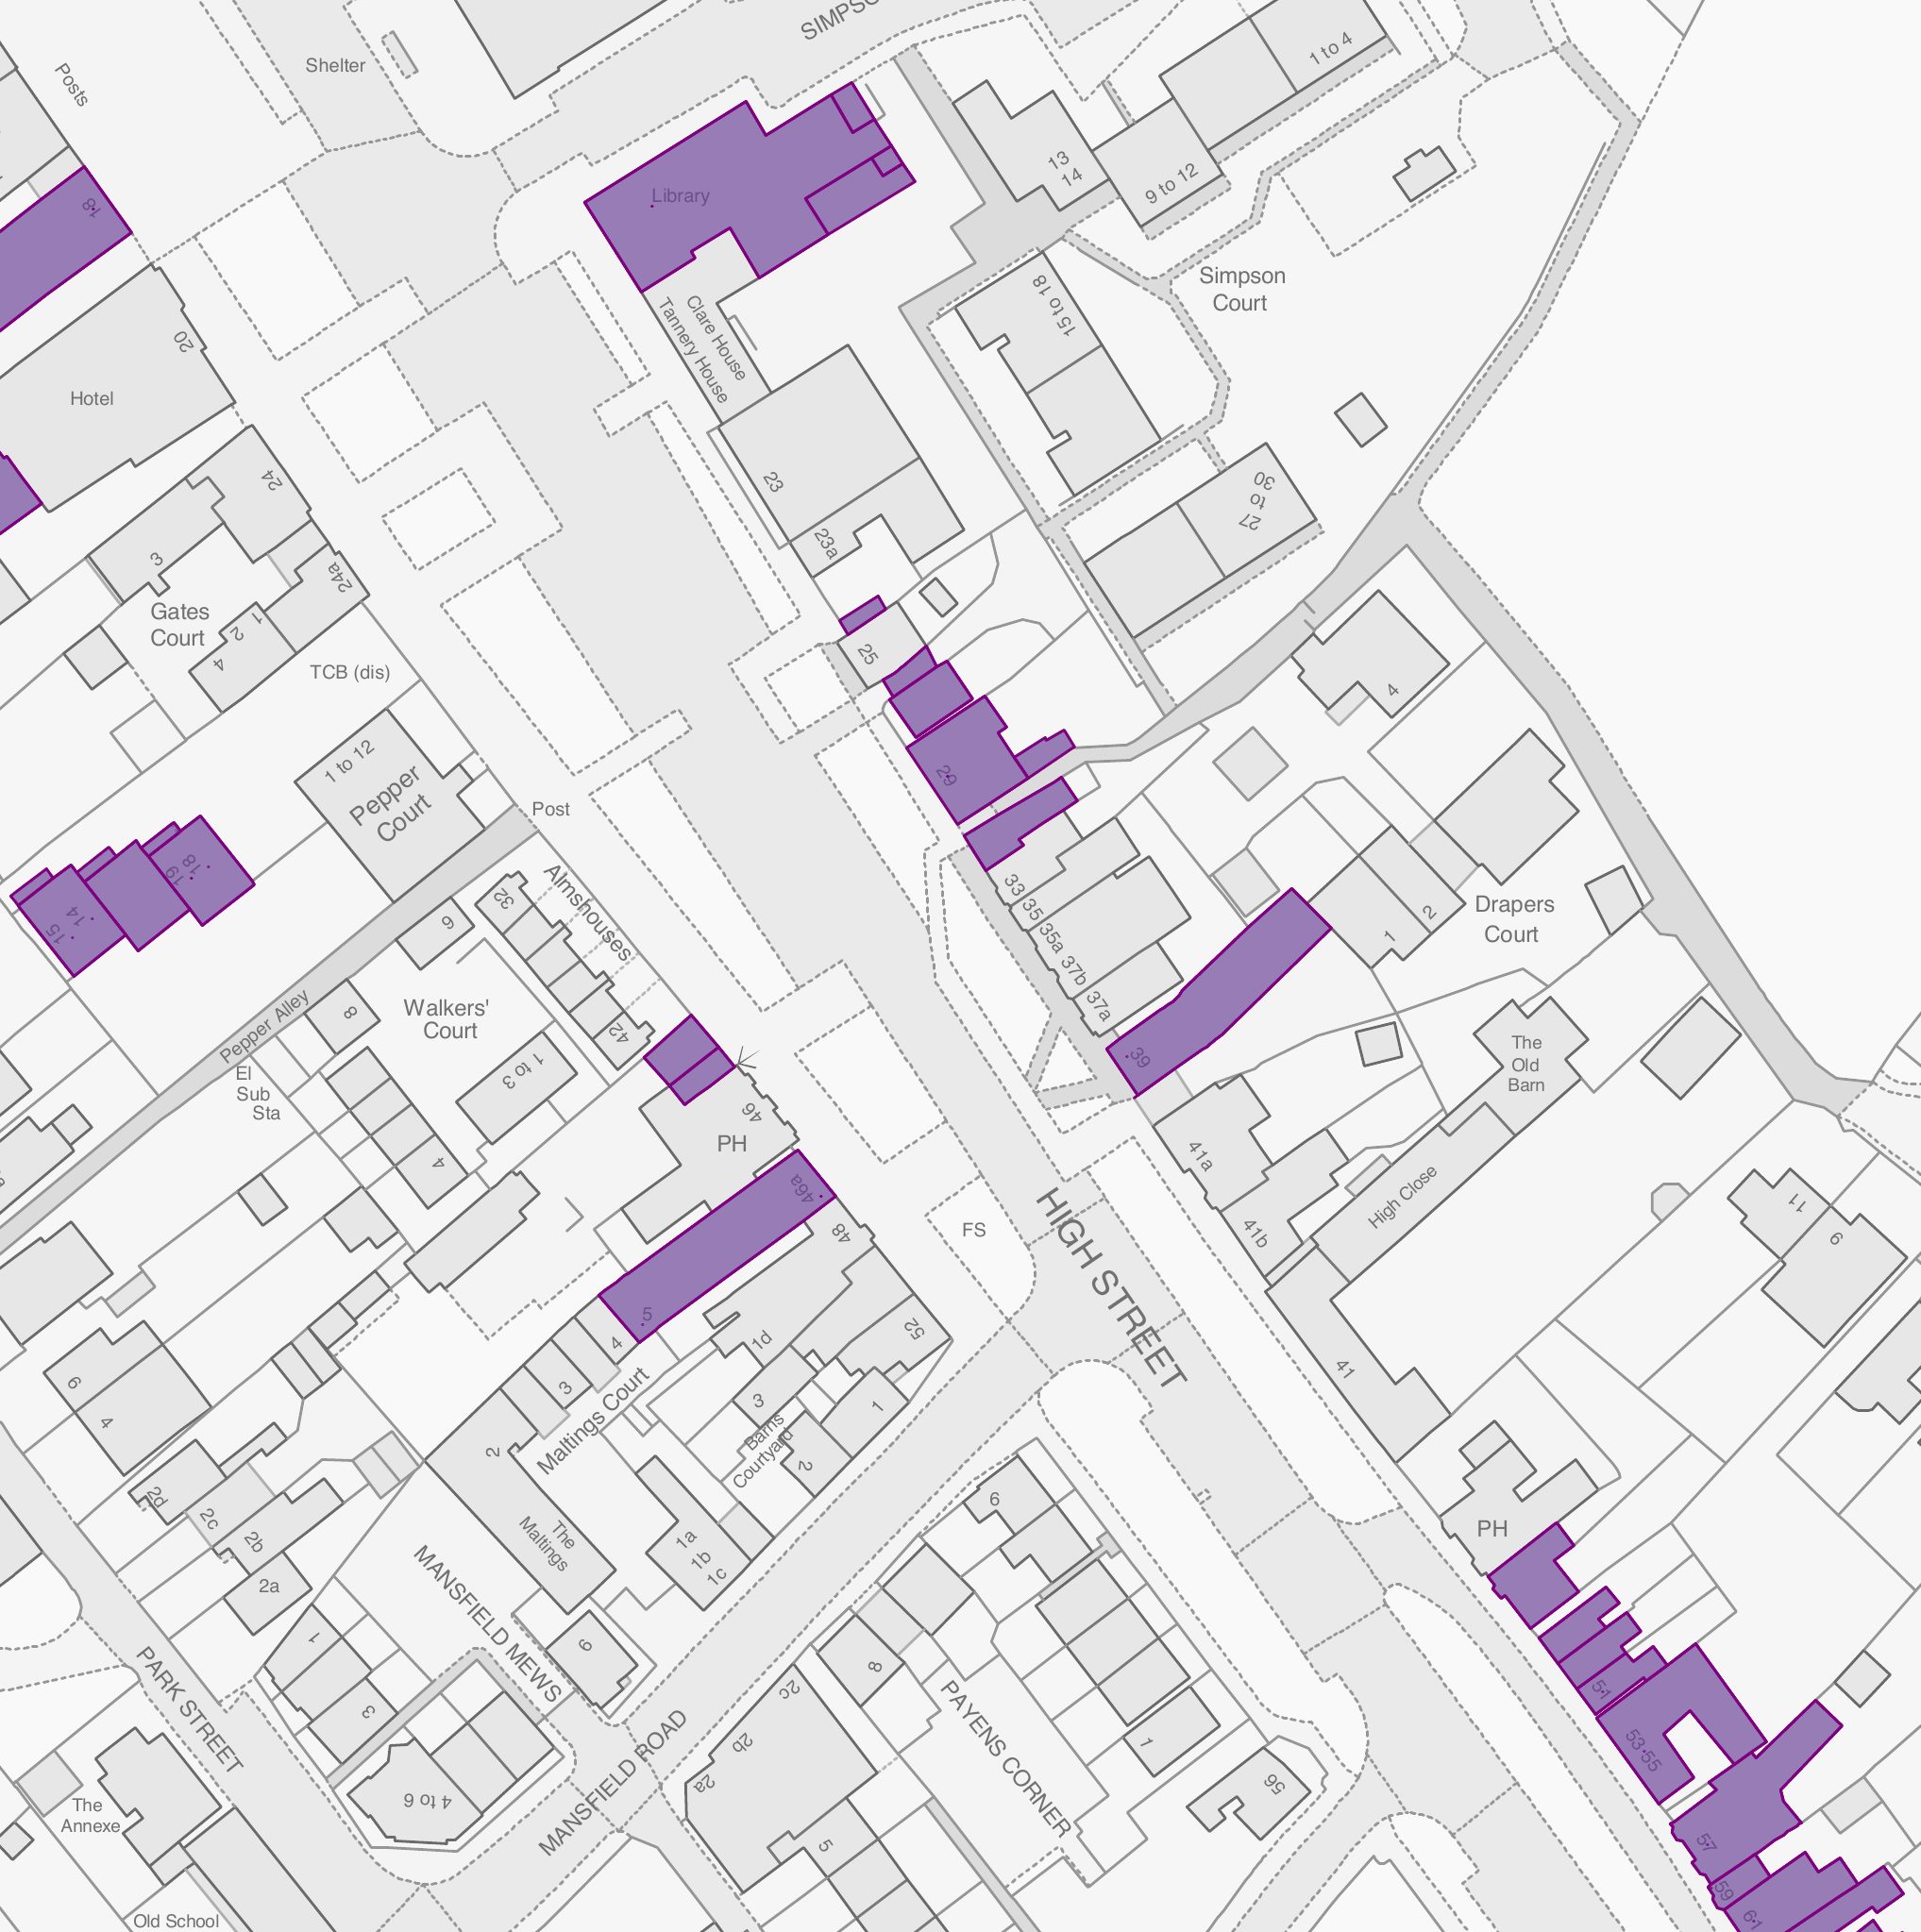 SIMPSO
Posts
Shelter
1 to 4
13
14
9 to 12
Library
18
Simpson
Court
Clare House
Tannery House
15 to 18
20
Hotel
24
23
30
to
27
23a
3
24a
Gates
Court
1
2
4
25
TCB (dis)
4
1 to 12
Pepper
Court
29
Post
18
19
14
15
Almshouses
32
33
35
35a
37b
37a
6
42
2
1
Drapers
Court
Pepper Alley
8
Walkers'
Court
39
The
Old
Barn
El
Sub
Sta
1 to 3
46
PH
4
41a
46a
High Close
41b
11
9
48
FS
HIGH STREET
5
4
1d
52
41
3
Maltings Court
3
1
Barns
Courtyard
2
6
4
2
The
Maltings
1a
1b
1c
6
PH
2d
2c
2b
2a
MANSFIELD MEWS
9
8
1
3
PARK STREET
51
53-55
2c
2b
2a
PAYENS CORNER
1
56
4 to 6
MANSFIELD ROAD
The
Annexe
5
57
59
61
Old School